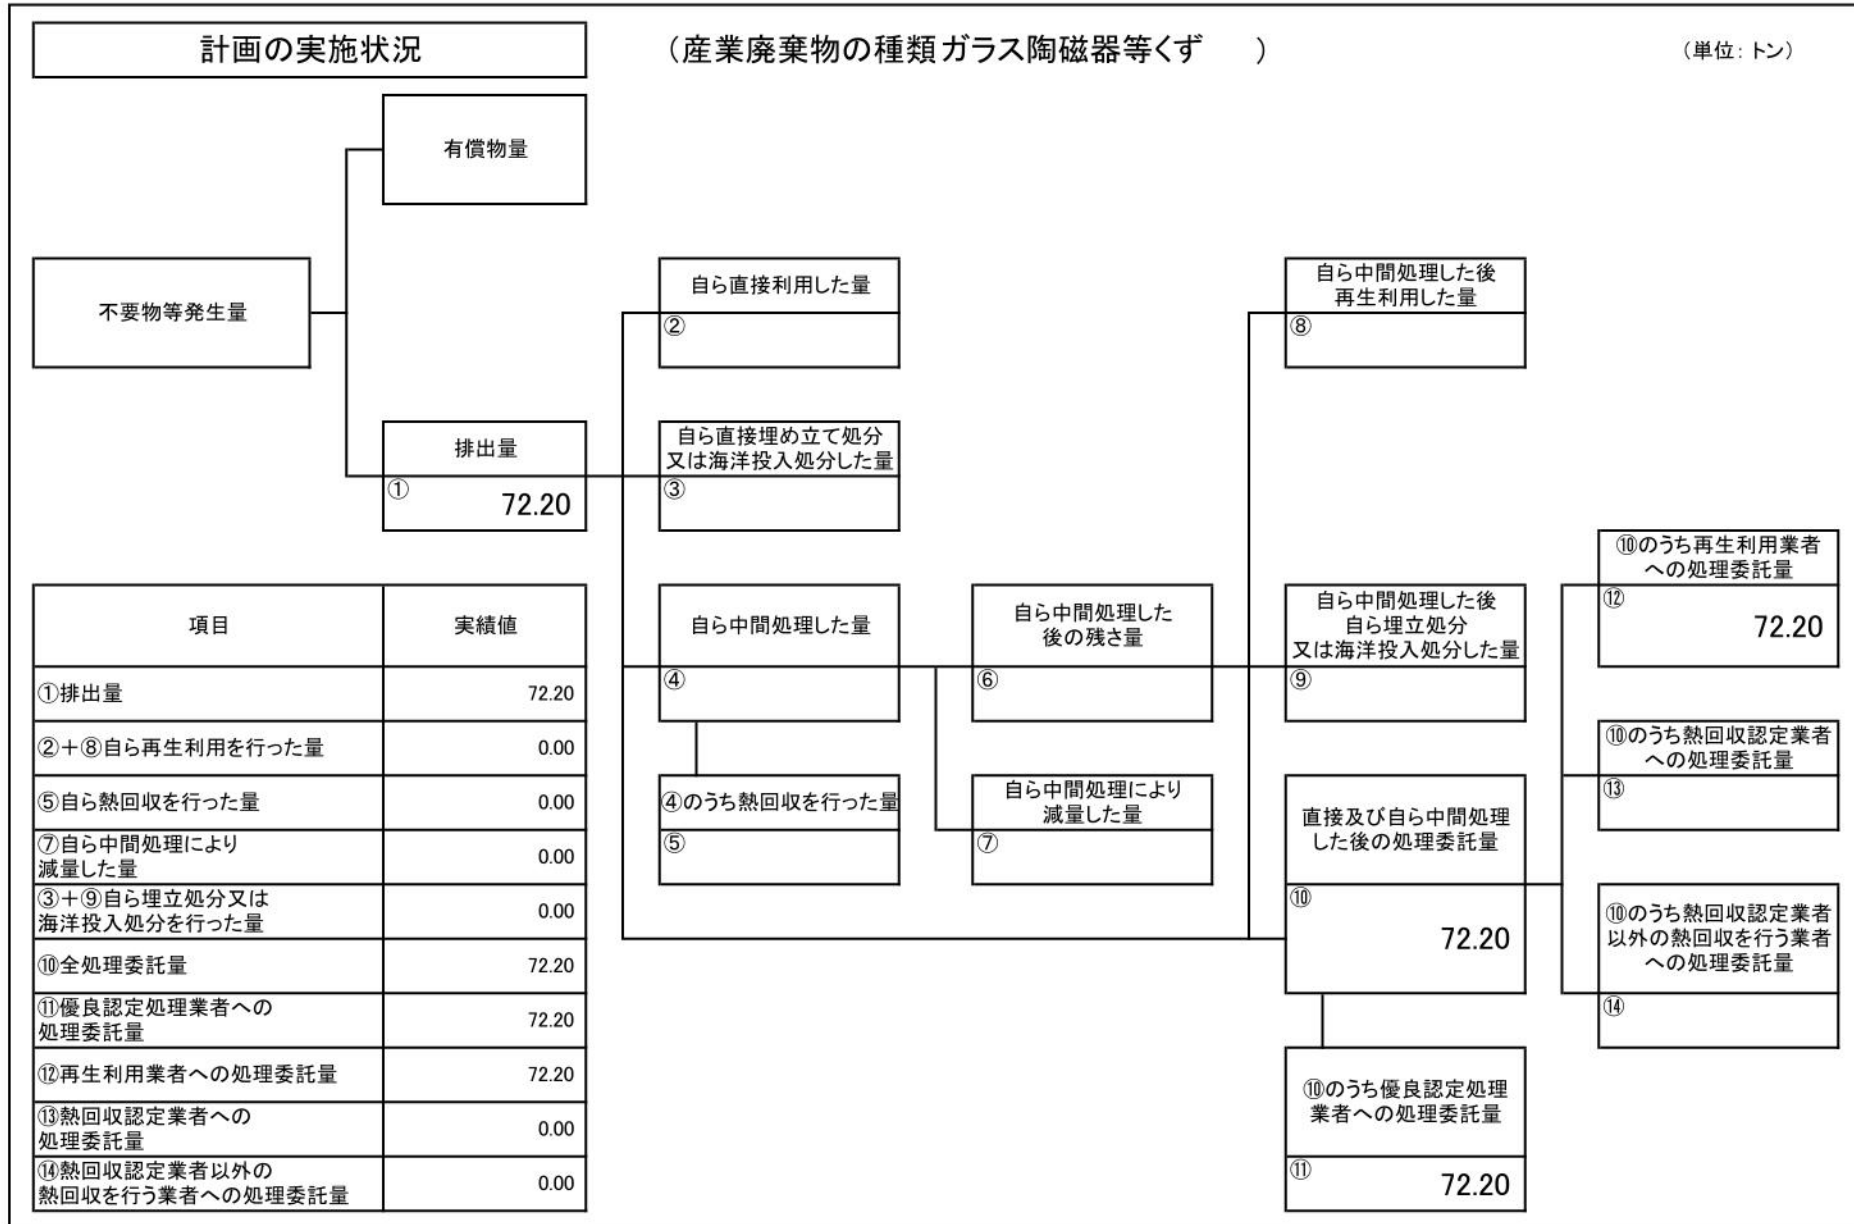 計画の実施状況
（産業廃棄物の種類ガラス陶磁器等くず　　）
（単位：トン）
有償物量
不要物等発生量
自ら直接利用した量
②
自ら中間処理した後
再生利用した量
⑧
排出量
①
72.20
自ら直接埋め立て処分
又は海洋投入処分した量
③
⑩のうち再生利用業者
への処理委託量
⑫
72.20
自ら中間処理した量
④
自ら中間処理した
後の残さ量
⑥
自ら中間処理した後
自ら埋立処分
又は海洋投入処分した量
⑨
⑩のうち熱回収認定業者
への処理委託量
⑬
④のうち熱回収を行った量
⑤
自ら中間処理により
減量した量
⑦
直接及び自ら中間処理
した後の処理委託量
⑩
72.20
⑩のうち熱回収認定業者
以外の熱回収を行う業者
への処理委託量
⑭
⑩のうち優良認定処理
業者への処理委託量
⑪
72.20
項目 実績値
①排出量 72.20
②＋⑧自ら再生利用を行った量 0.00
⑤自ら熱回収を行った量 0.00
⑦自ら中間処理により
減量した量 0.00
③＋⑨自ら埋立処分又は
海洋投入処分を行った量 0.00
⑩全処理委託量 72.20
⑪優良認定処理業者への
処理委託量 72.20
⑫再生利用業者への処理委託量 72.20
⑬熱回収認定業者への
処理委託量 0.00
⑭熱回収認定業者以外の
熱回収を行う業者への処理委託量 0.00